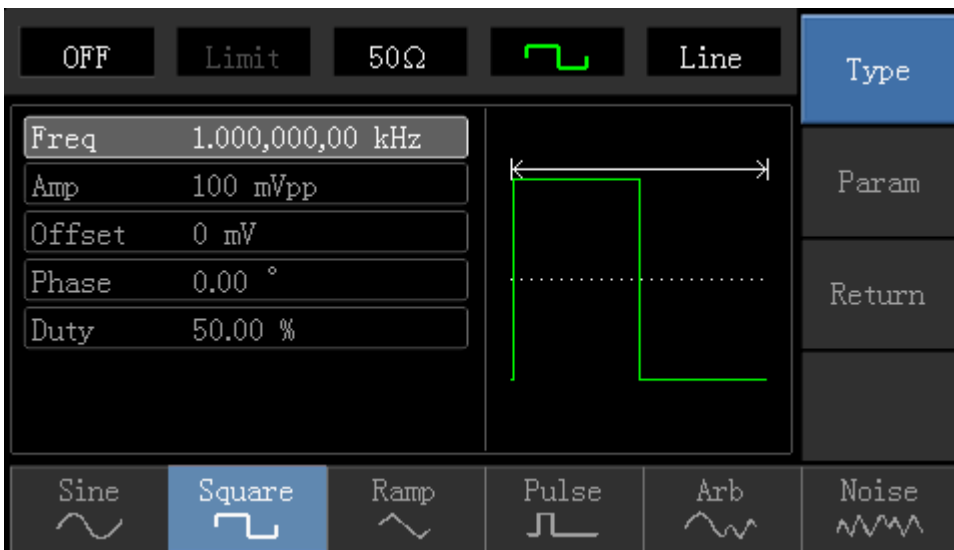 OFF Limit 50Ω Line
Type
Freq 1.000,000,00 kHz
Amp 100 mVpp
Offset 0 mV
Phase 0.00 °
Duty 50.00 %
Param
Return
Sine Square Ramp Pulse Arb Noise